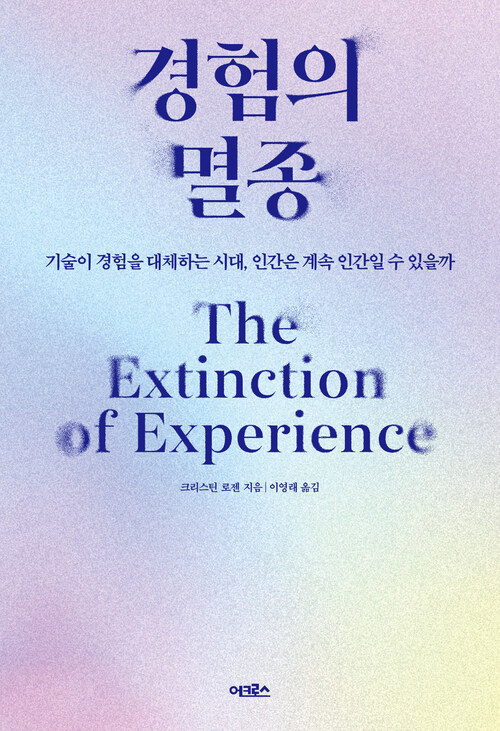 경험의
멸종
기술이 경험을 대체하는 시대, 인간은 계속 인간일 수 있을까
The
Extinction
of Experience
크리스틴 로젠 지음 | 이영래 옮김
어크로스